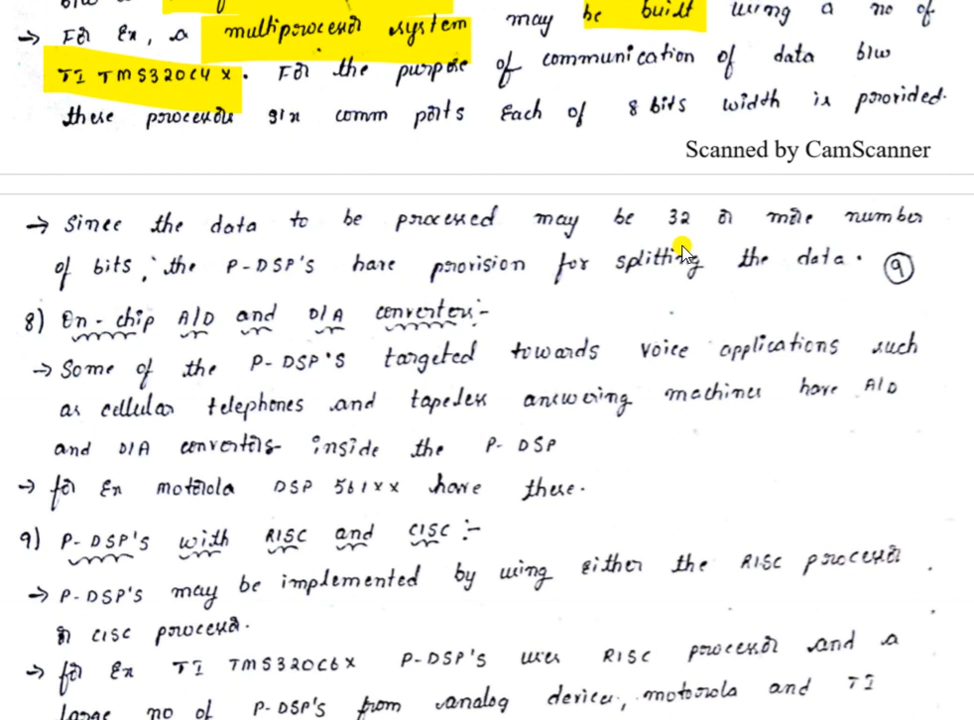 → For Ex, a multiprocessor system may be built using a no of
TI TMS320C4x. For the purpose of communication of data b/w
these processors six comm ports Each of 8 bits width is provided.
Scanned by CamScanner
→ Since the data to be processed may be 32 or more number
of bits, the P-DSP's have provision for splitting the data. 9
8) On-chip A/D and D/A converters:-
→ Some of the P-DSP'S targeted towards voice applications such
as cellular telephones and tapeless answering machines have A/D
and D/A converters inside the P-DSP
→ for Ex motorola DSP 561xx have these.
9) P-DSP's with RISC and CISC :-
→ P-DSP's may be implemented by using either the RISC processor
or CISC processor.
→ for Ex TI TMS320C6x P-DSP's uses RISC processor and a
large no of P-DSP's from analog devices, motorola and TI